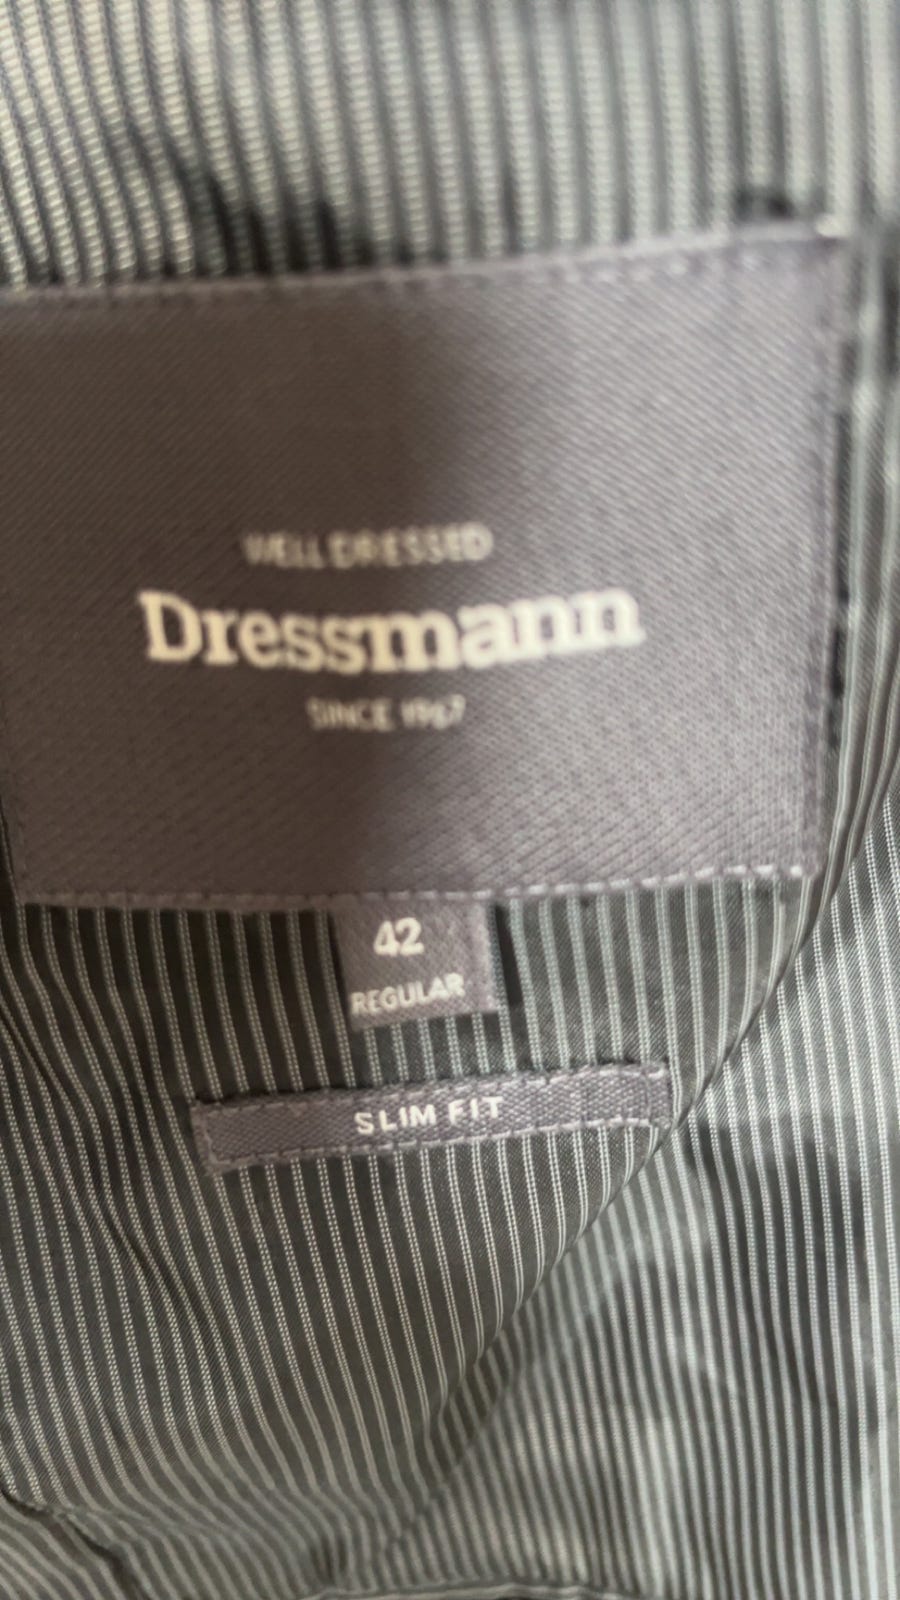 WELL DRESSED
Dressmann
SINCE 1967
42
REGULAR
SLIM FIT